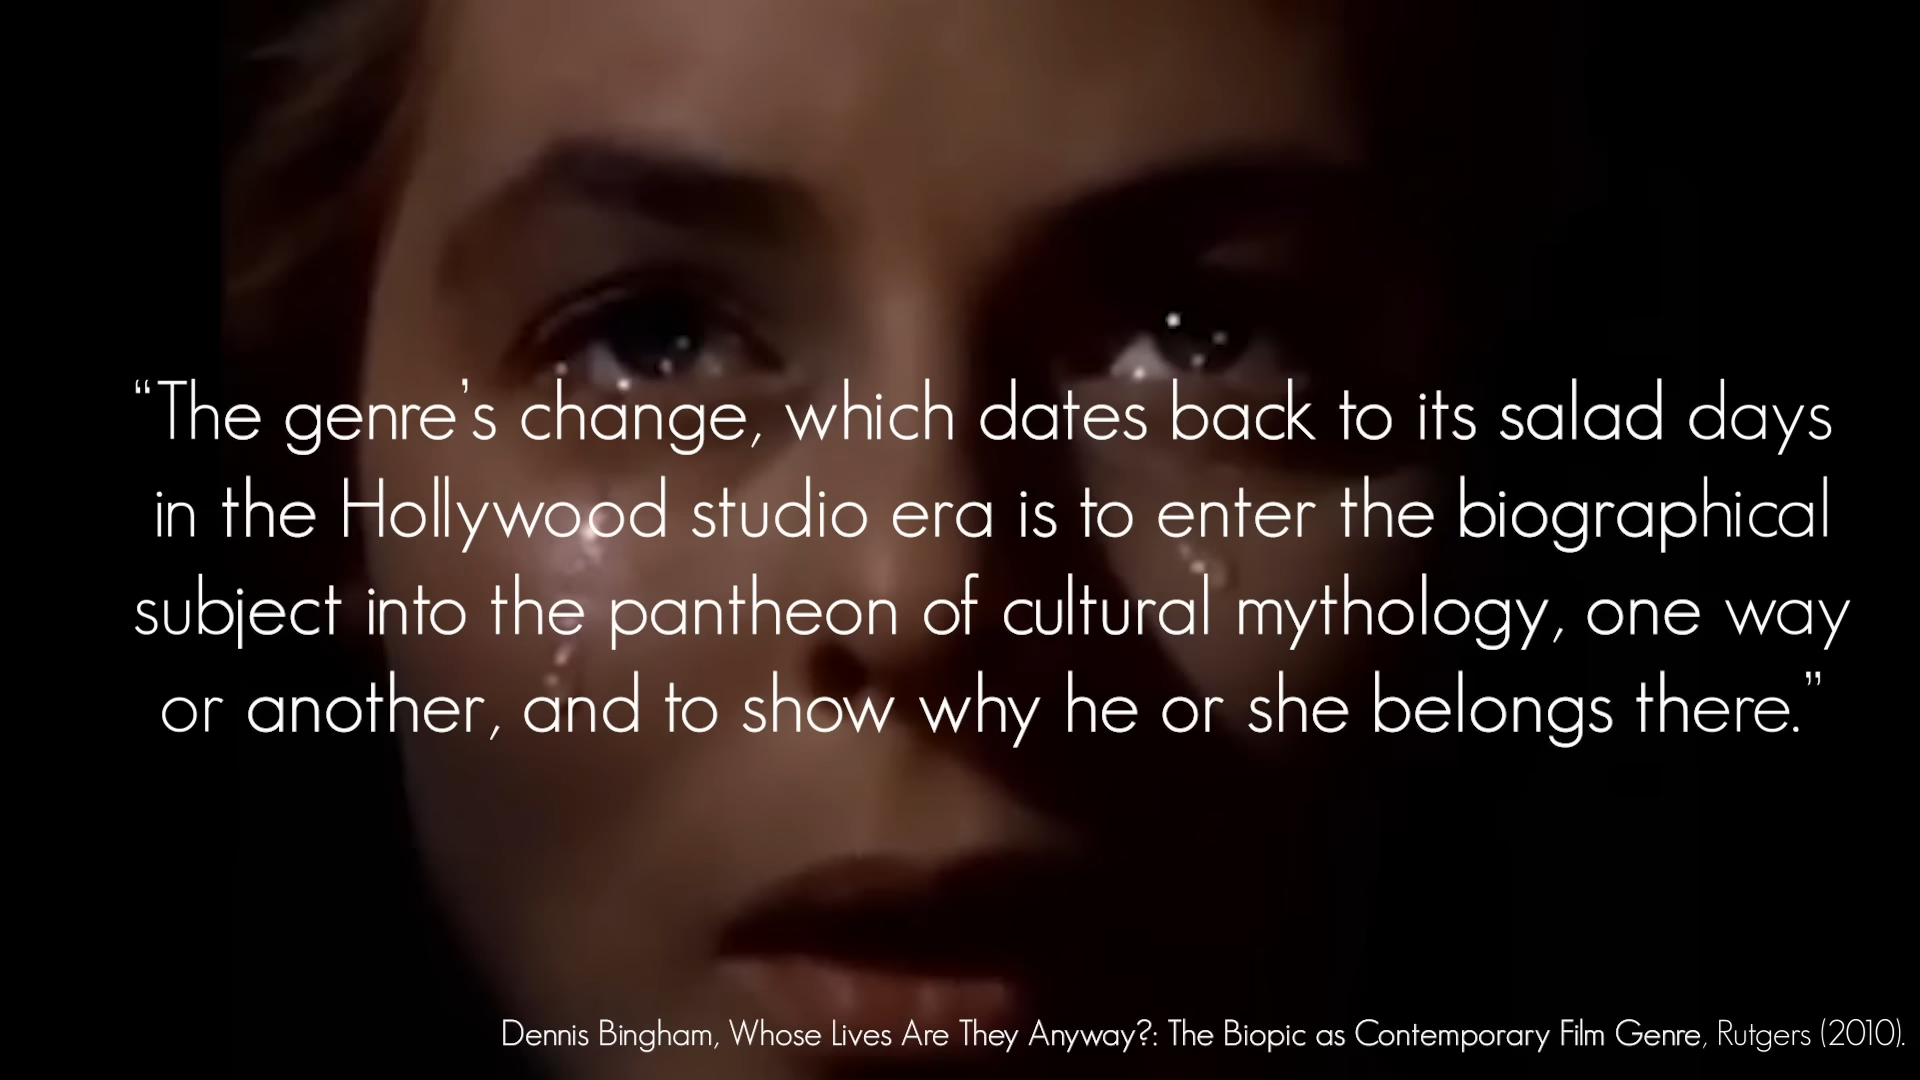 “The genre’s change, which dates back to its salad days
in the Hollywood studio era is to enter the biographical
subject into the pantheon of cultural mythology, one way
or another, and to show why he or she belongs there.”
Dennis Bingham, Whose Lives Are They Anyway?: The Biopic as Contemporary Film Genre, Rutgers (2010).